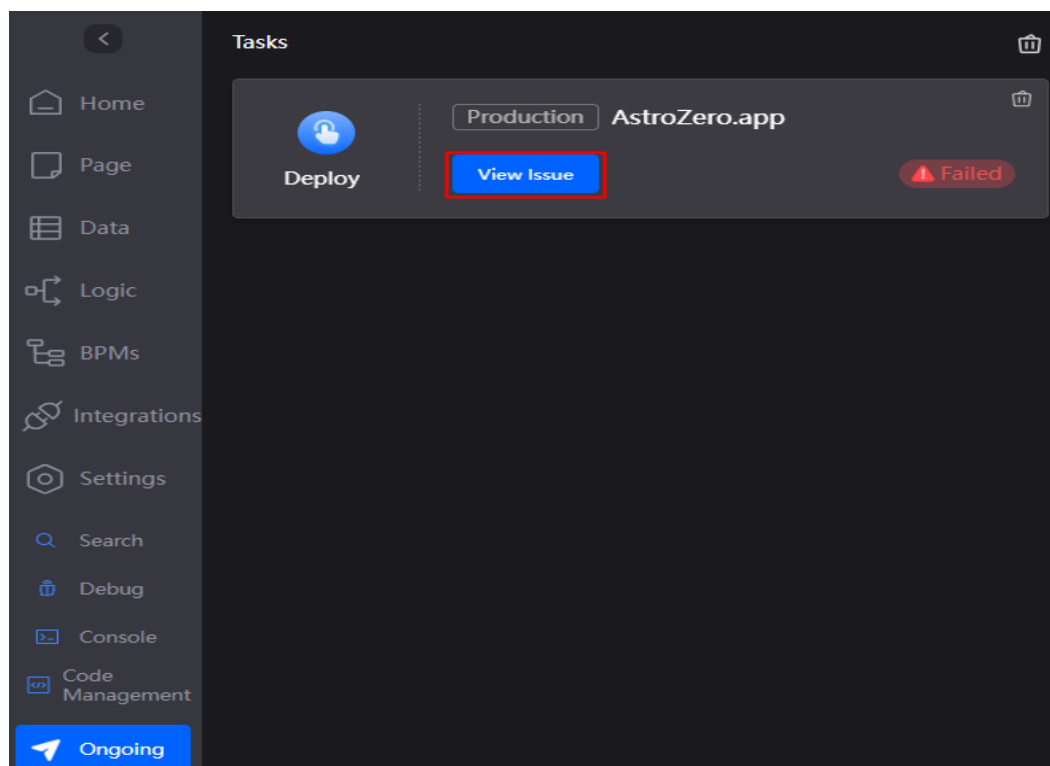 Tasks
Home
Page
Data
Logic
BPMs
Integrations
Settings
Search
Debug
Console
Code
Management
Ongoing
Deploy
Production AstroZero.app
View Issue
Failed